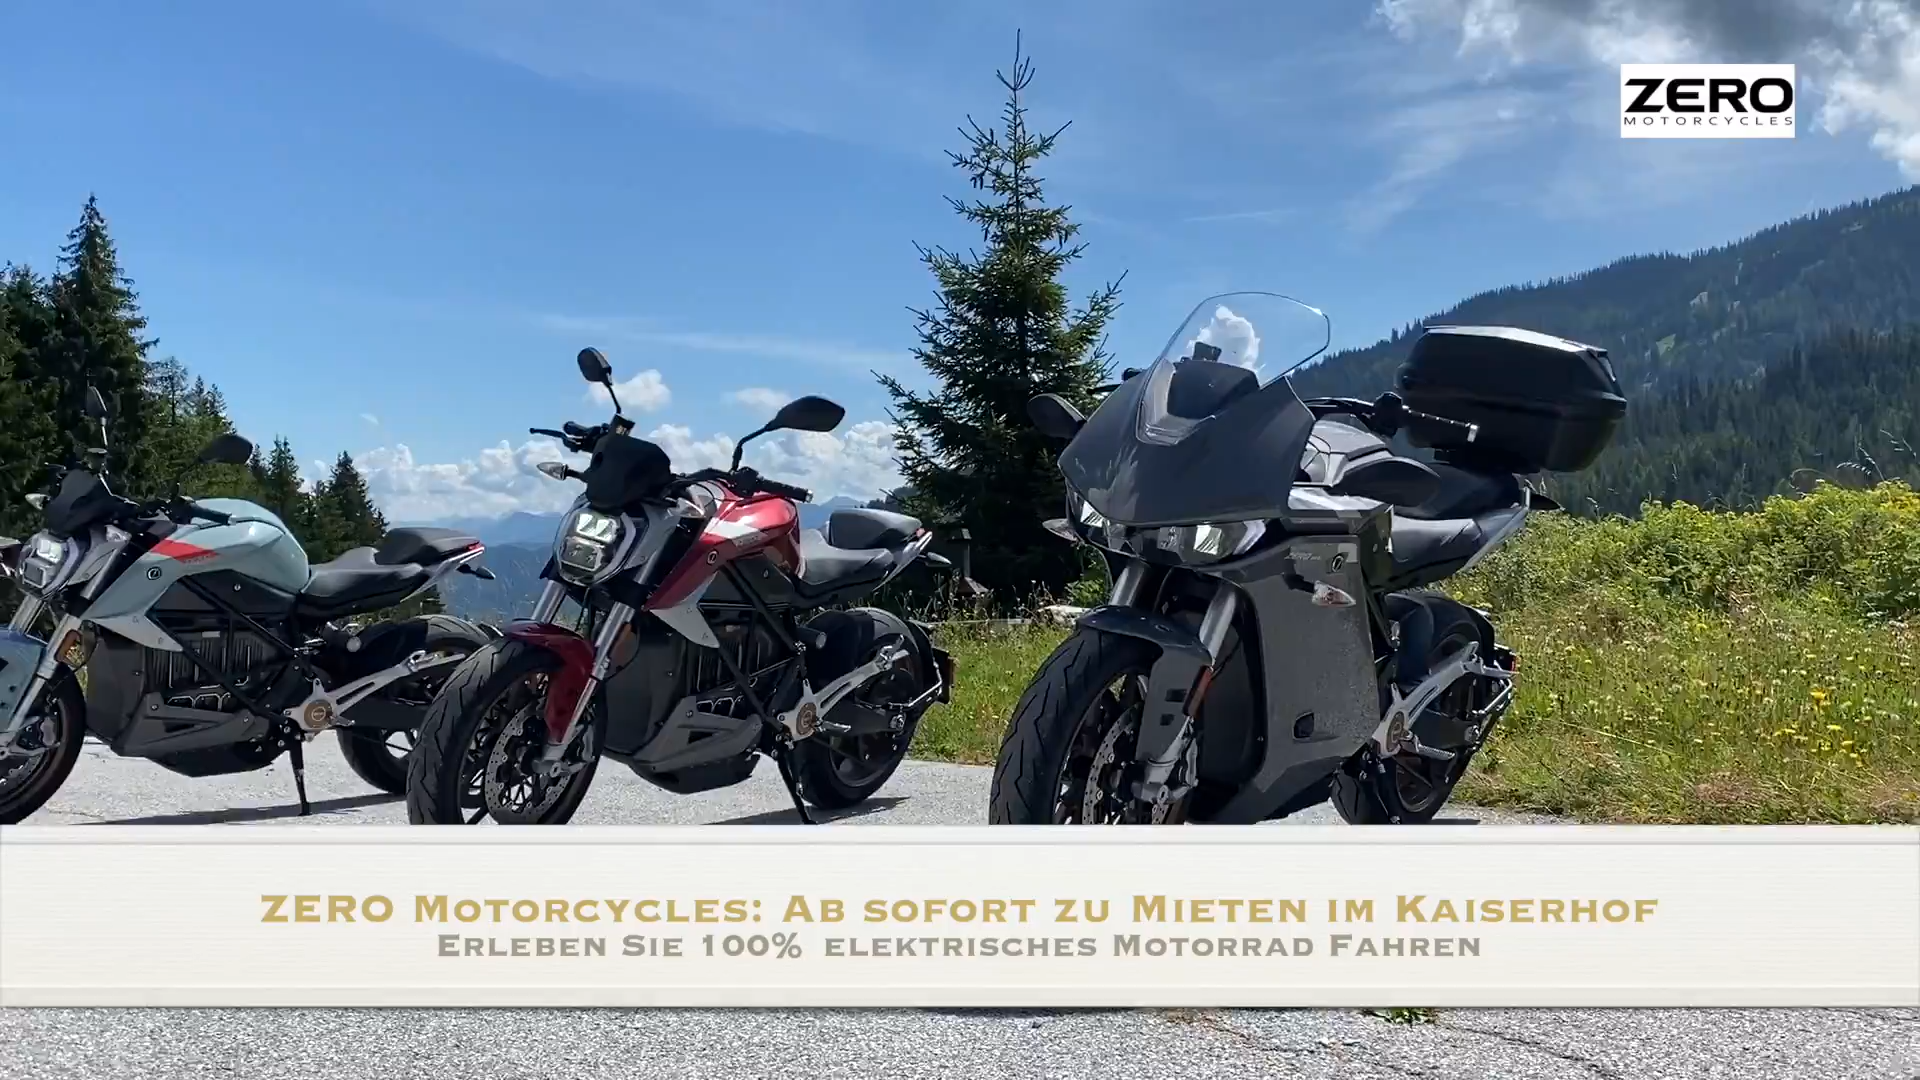 ZERO
MOTORCYCLES
ZERO Motorcycles: Ab sofort zu Mieten im Kaiserhof
Erleben Sie 100% elektrisches Motorrad Fahren